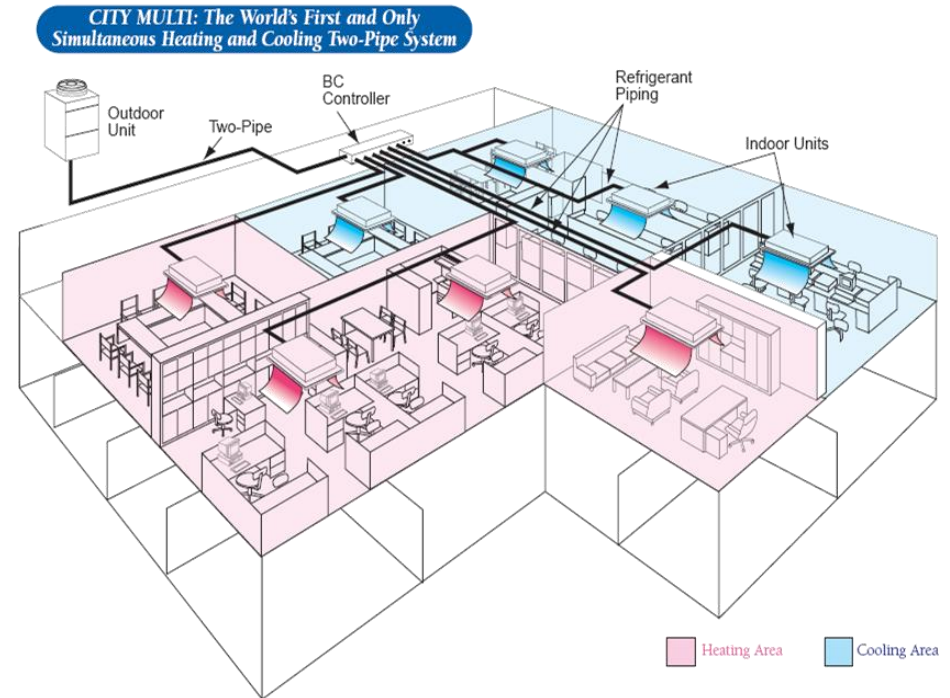 CITY MULTI: The World's First and Only
Simultaneous Heating and Cooling Two-Pipe System
Outdoor
Unit
Two-Pipe
BC
Controller
Refrigerant
Piping
Indoor Units
Heating Area
Cooling Area